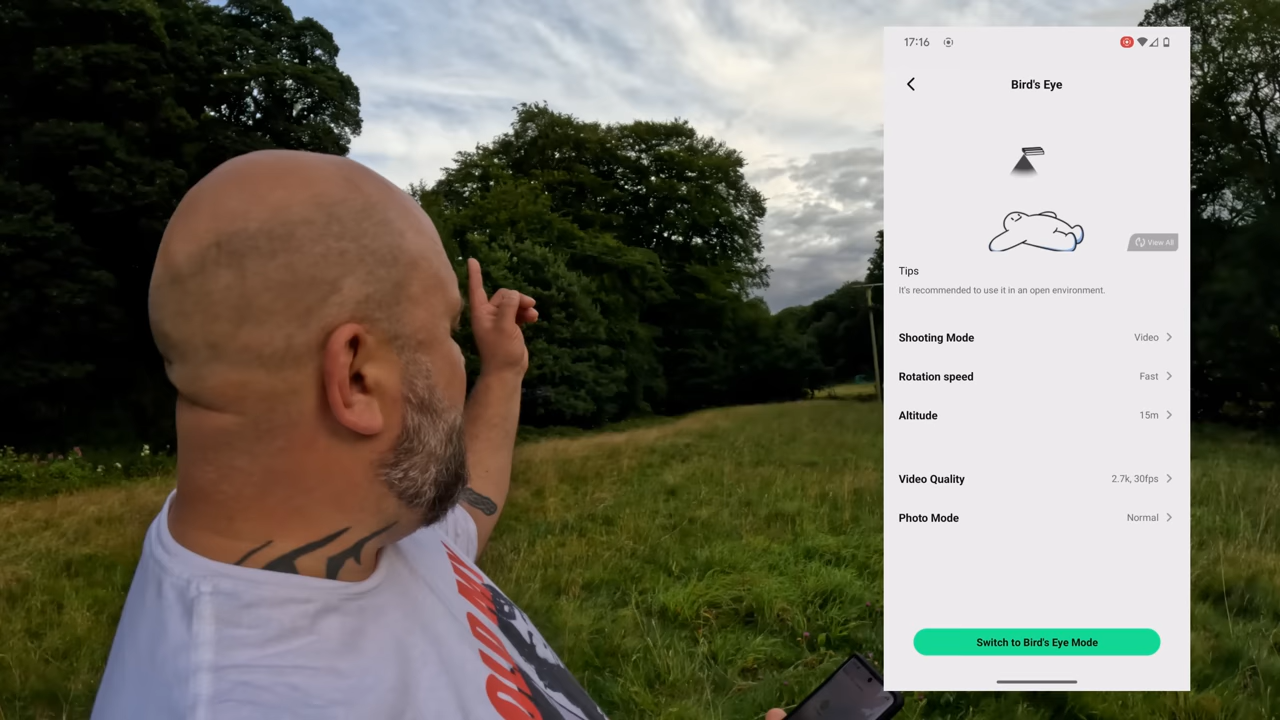 17:16
Bird's Eye
View All
Tips
It's recommended to use it in an open environment.
Shooting Mode
Video
Rotation speed
Fast
Altitude
15m
Video Quality
2.7k, 30fps
Photo Mode
Normal
Switch to Bird's Eye Mode
OLD